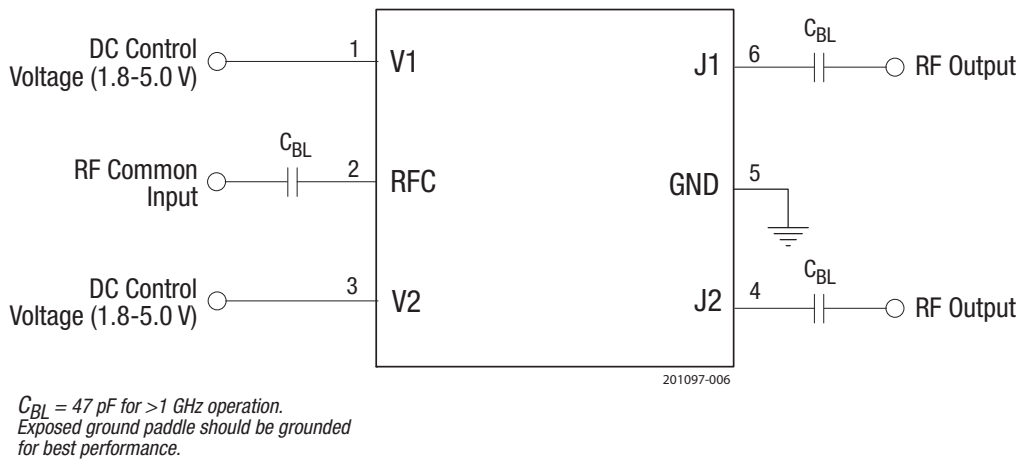 DC Control
Voltage (1.8-5.0 V)
1
V1
RF Common
Input
C_BL
2
RFC
DC Control
Voltage (1.8-5.0 V)
3
V2
J1
6
C_BL
RF Output
GND
5
J2
4
C_BL
RF Output
201097-006
C_BL = 47 pF for >1 GHz operation.
Exposed ground paddle should be grounded
for best performance.